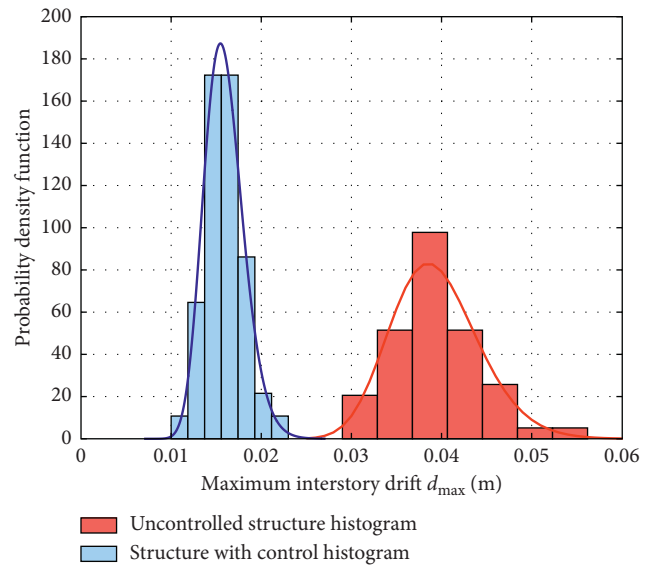 200
180
160
140
120
100
80
60
40
20
0
Probability density function
0 0.01 0.02 0.03 0.04 0.05 0.06
Maximum interstory drift dmax (m)
Uncontrolled structure histogram
Structure with control histogram